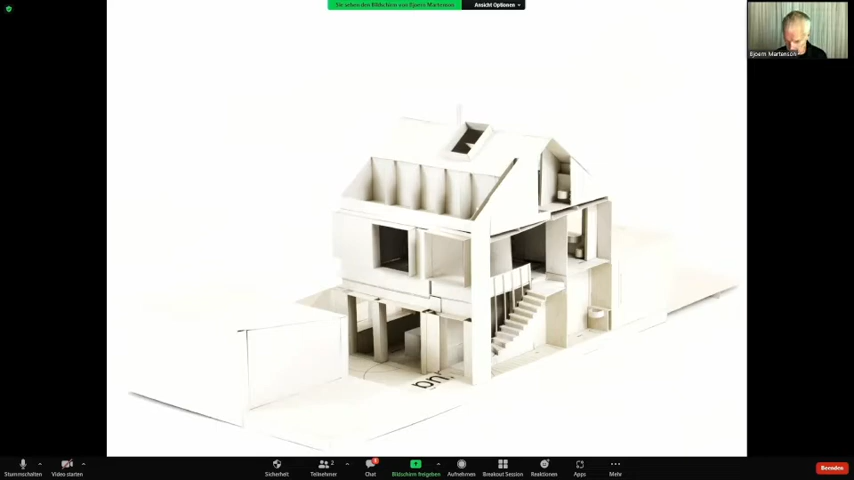 Sie sehen den Bildschirm von Bjoern Martenson
Ansicht Optionen
Bjoern Martenson
Stummschalten
Video starten
Sicherheit
Teilnehmer
2
Chat
Bildschirm freigeben
Aufnehmen
Breakout Session
Reaktionen
Apps
Mehr
Beenden